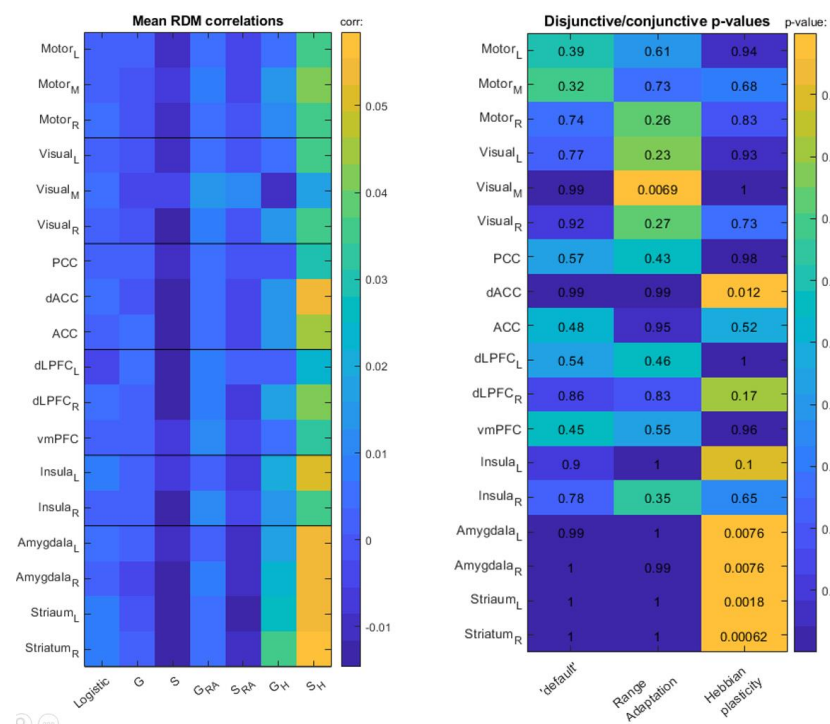 Mean RDM correlations
corr:
Motor_L
Motor_M
Motor_R
Visual_L
Visual_M
Visual_R
PCC
dACC
ACC
dLPFC_L
dLPFC_R
vmPFC
Insula_L
Insula_R
Amygdala_L
Amygdala_R
Striaum_L
Striatum_R
Logistic G S G_RA S_RA G_H S_H
0.05
0.04
0.03
0.02
0.01
0
-0.01
Disjunctive/conjunctive p-values
p-value:
Motor_L 0.39 0.61 0.94
Motor_M 0.32 0.73 0.68
Motor_R 0.74 0.26 0.83
Visual_L 0.77 0.23 0.93
Visual_M 0.99 0.0069 1
Visual_R 0.92 0.27 0.73
PCC 0.57 0.43 0.98
dACC 0.99 0.99 0.012
ACC 0.48 0.95 0.52
dLPFC_L 0.54 0.46 1
dLPFC_R 0.86 0.83 0.17
vmPFC 0.45 0.55 0.96
Insula_L 0.9 1 0.1
Insula_R 0.78 0.35 0.65
Amygdala_L 0.99 1 0.0076
Amygdala_R 1 0.99 0.0076
Striaum_L 1 1 0.0018
Striatum_R 1 1 0.00062
'default'
Range
Adaptation
Hebbian
plasticity